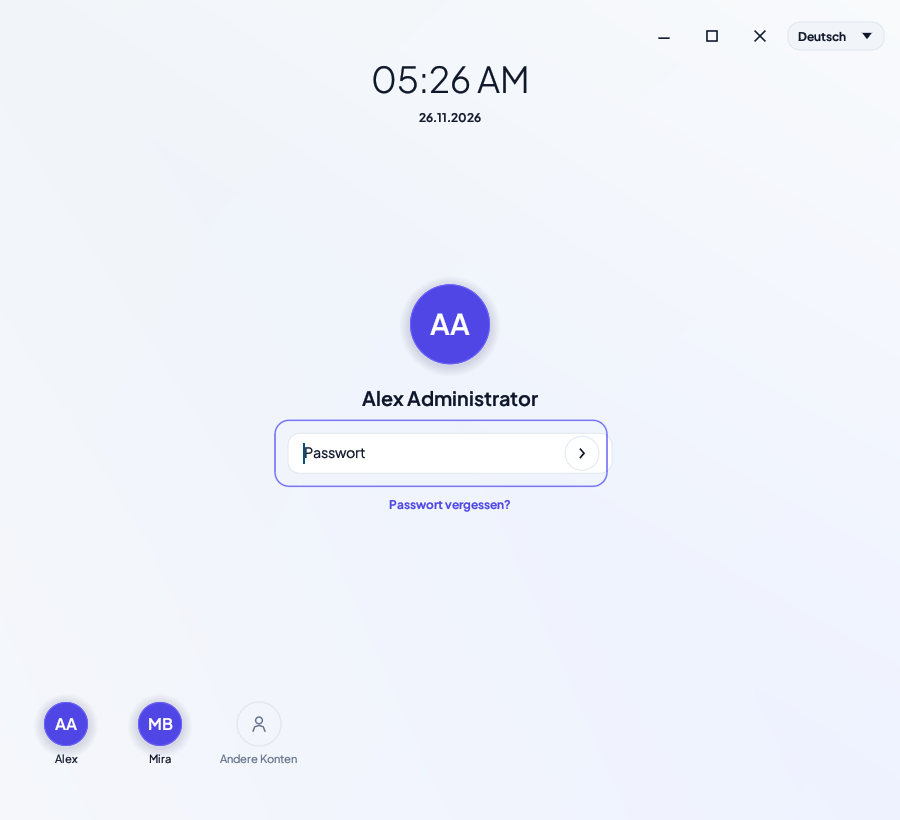 Deutsch
05:26 AM
26.11.2026
AA
Alex Administrator
Passwort
Passwort vergessen?
AA
MB
Alex
Mira
Andere Konten